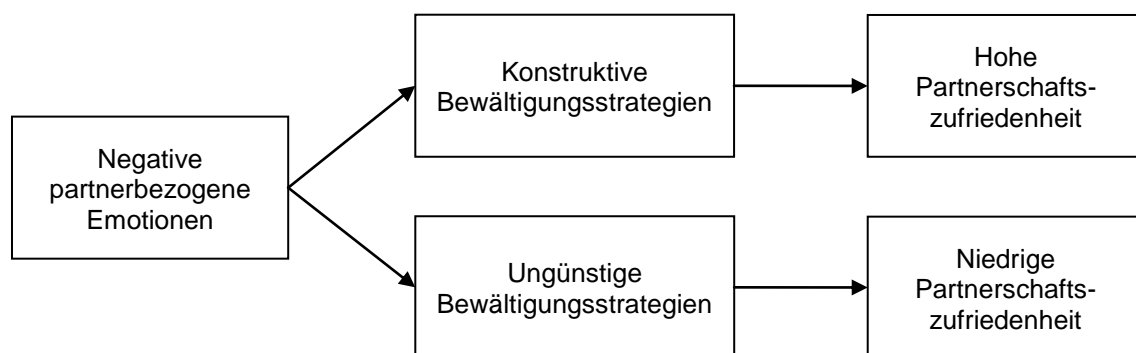 Negative
partnerbezogene
Emotionen
Konstruktive
Bewältigungsstrategien
Hohe
Partnerschafts-
zufriedenheit
Ungünstige
Bewältigungsstrategien
Niedrige
Partnerschafts-
zufriedenheit